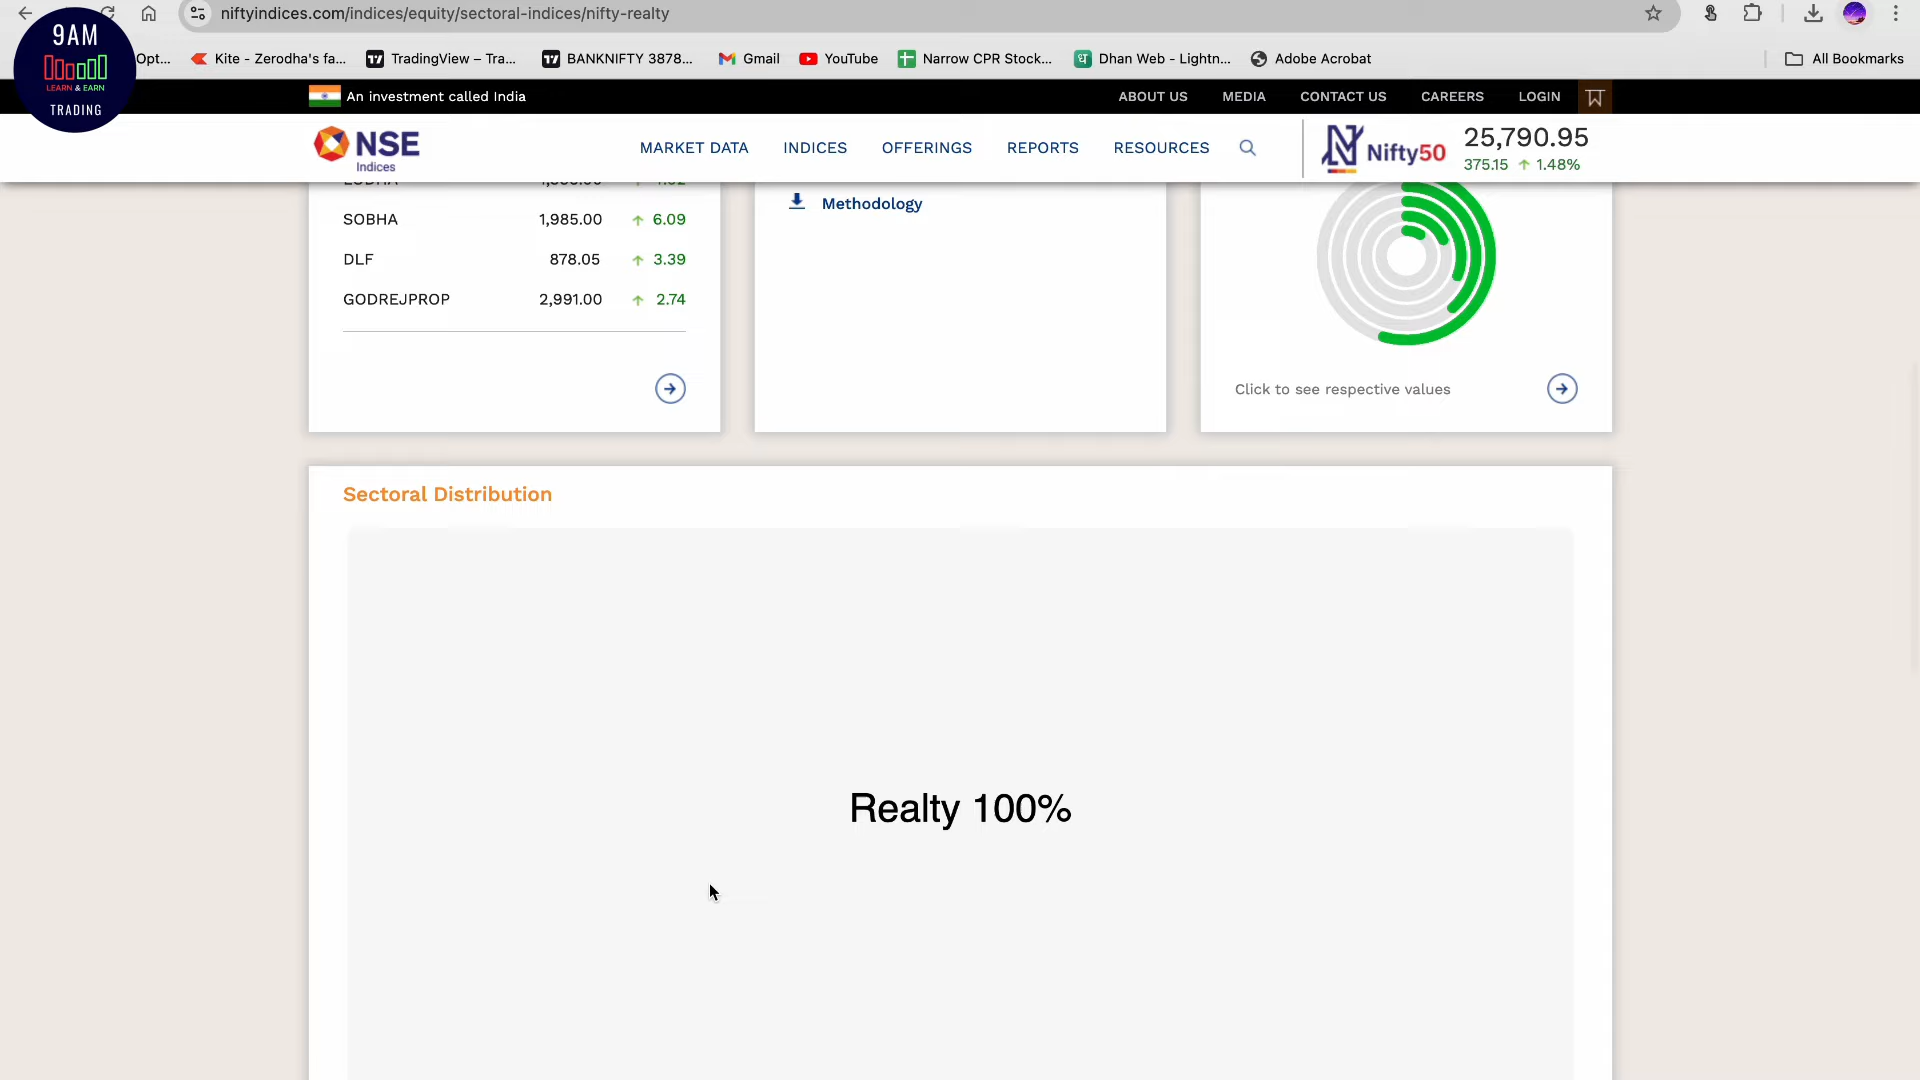 niftyindices.com/indices/equity/sectoral-indices/nifty-realty
9AM
LEARN & EARN
TRADING
Opt...
Kite - Zerodha's fa...
TradingView – Tra...
BANKNIFTY 3878...
Gmail
YouTube
Narrow CPR Stock...
Dhan Web - Lightn...
Adobe Acrobat
All Bookmarks
An investment called India
ABOUT US
MEDIA
CONTACT US
CAREERS
LOGIN
NSE
Indices
MARKET DATA
INDICES
OFFERINGS
REPORTS
RESOURCES
Nifty50
25,790.95
375.15 ↑ 1.48%
SOBHA 1,985.00 ↑ 6.09
DLF 878.05 ↑ 3.39
GODREJPROP 2,991.00 ↑ 2.74
Methodology
Click to see respective values
Sectoral Distribution
Realty 100%